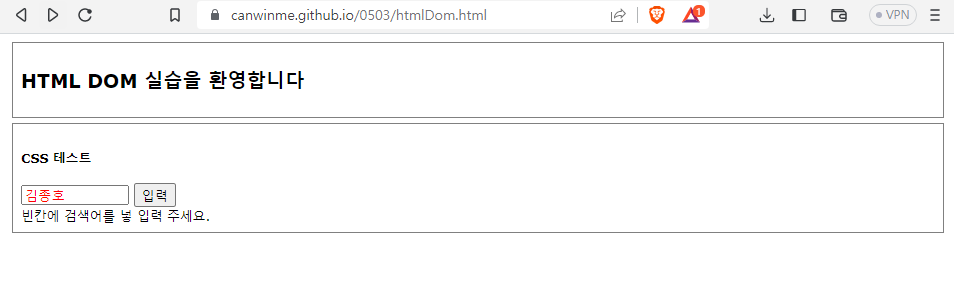 canwinme.github.io/0503/htmlDom.html
1
VPN
HTML DOM 실습을 환영합니다
CSS 테스트
김종호 입력
빈칸에 검색어를 넣 입력 주세요.